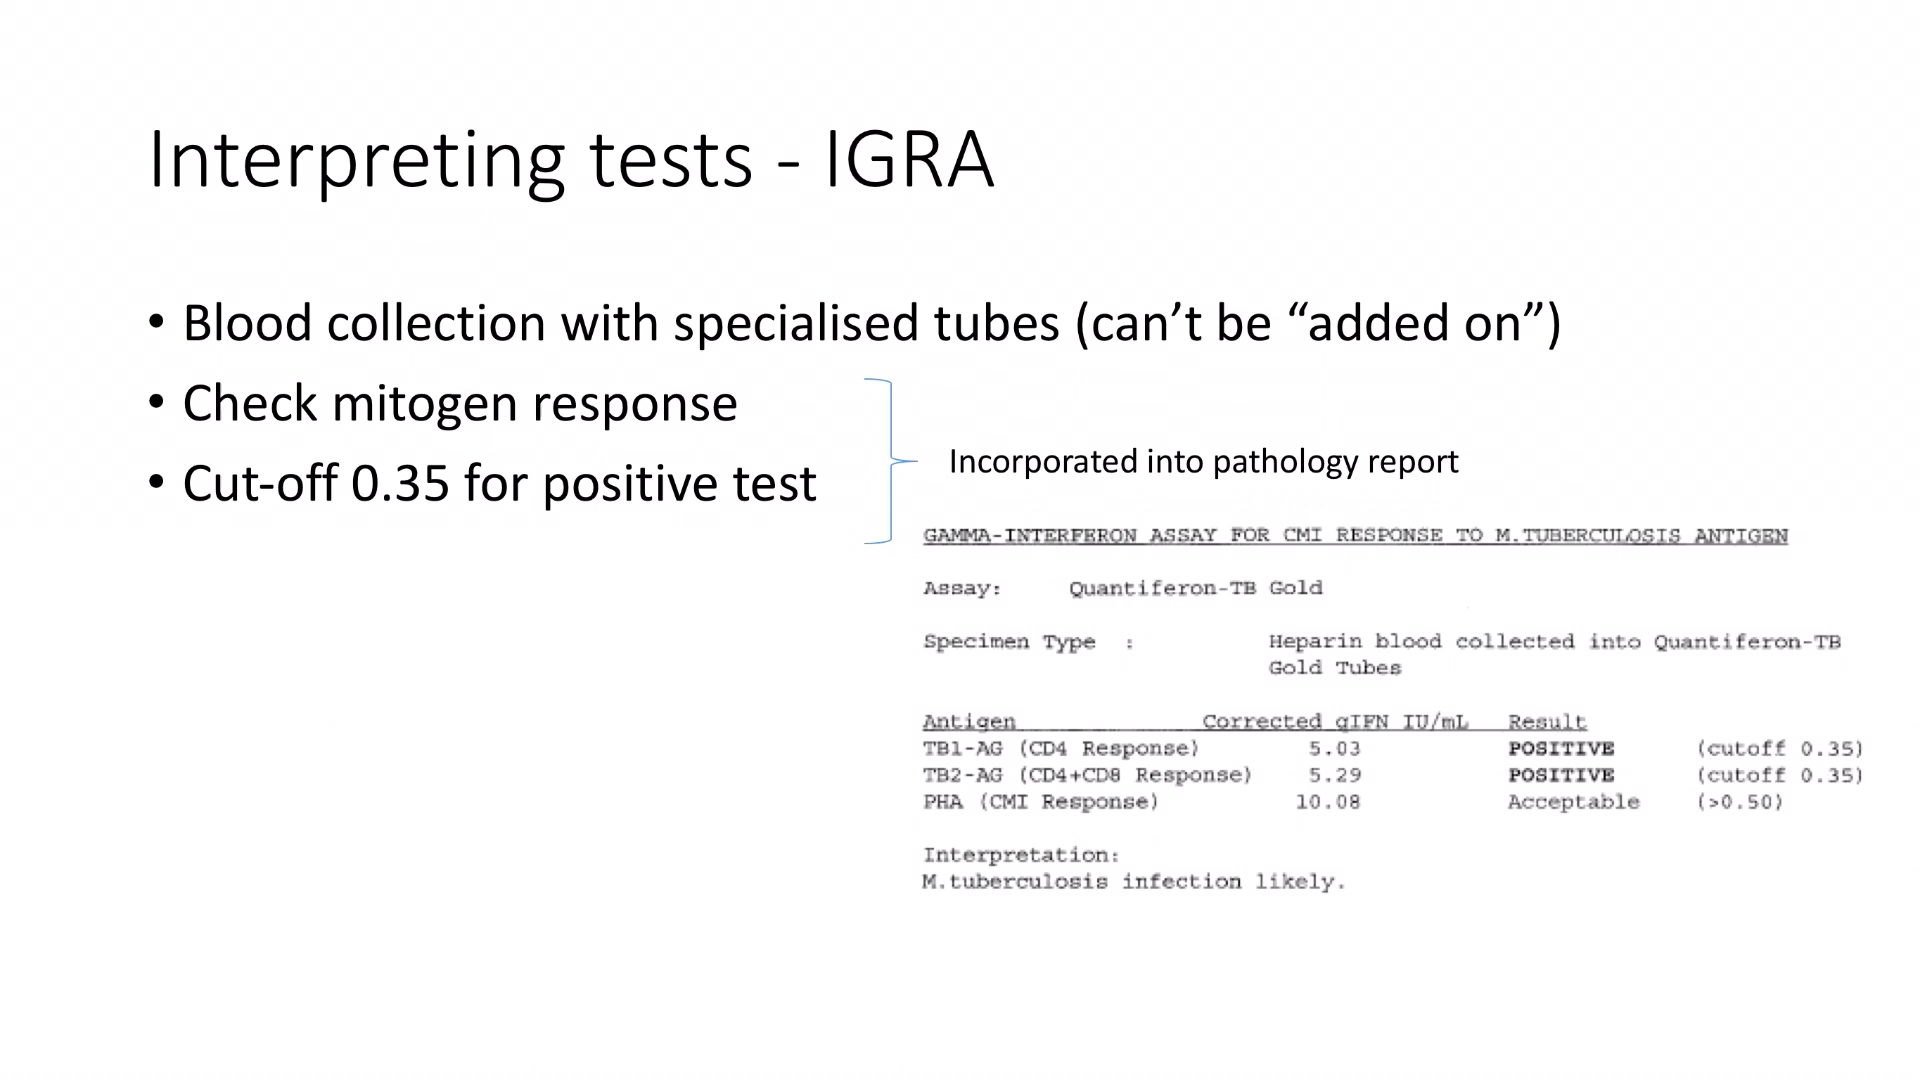 Interpreting tests - IGRA
• Blood collection with specialised tubes (can’t be “added on”)
• Check mitogen response
• Cut-off 0.35 for positive test
Incorporated into pathology report
GAMMA-INTERFERON ASSAY FOR CMI RESPONSE TO M.TUBERCULOSIS ANTIGEN
Assay: Quantiferon-TB Gold
Specimen Type : Heparin blood collected into Quantiferon-TB
Gold Tubes
Antigen Corrected gIFN IU/mL Result
TB1-AG (CD4 Response) 5.03 POSITIVE (cutoff 0.35)
TB2-AG (CD4+CD8 Response) 5.29 POSITIVE (cutoff 0.35)
PHA (CMI Response) 10.08 Acceptable (>0.50)
Interpretation:
M.tuberculosis infection likely.